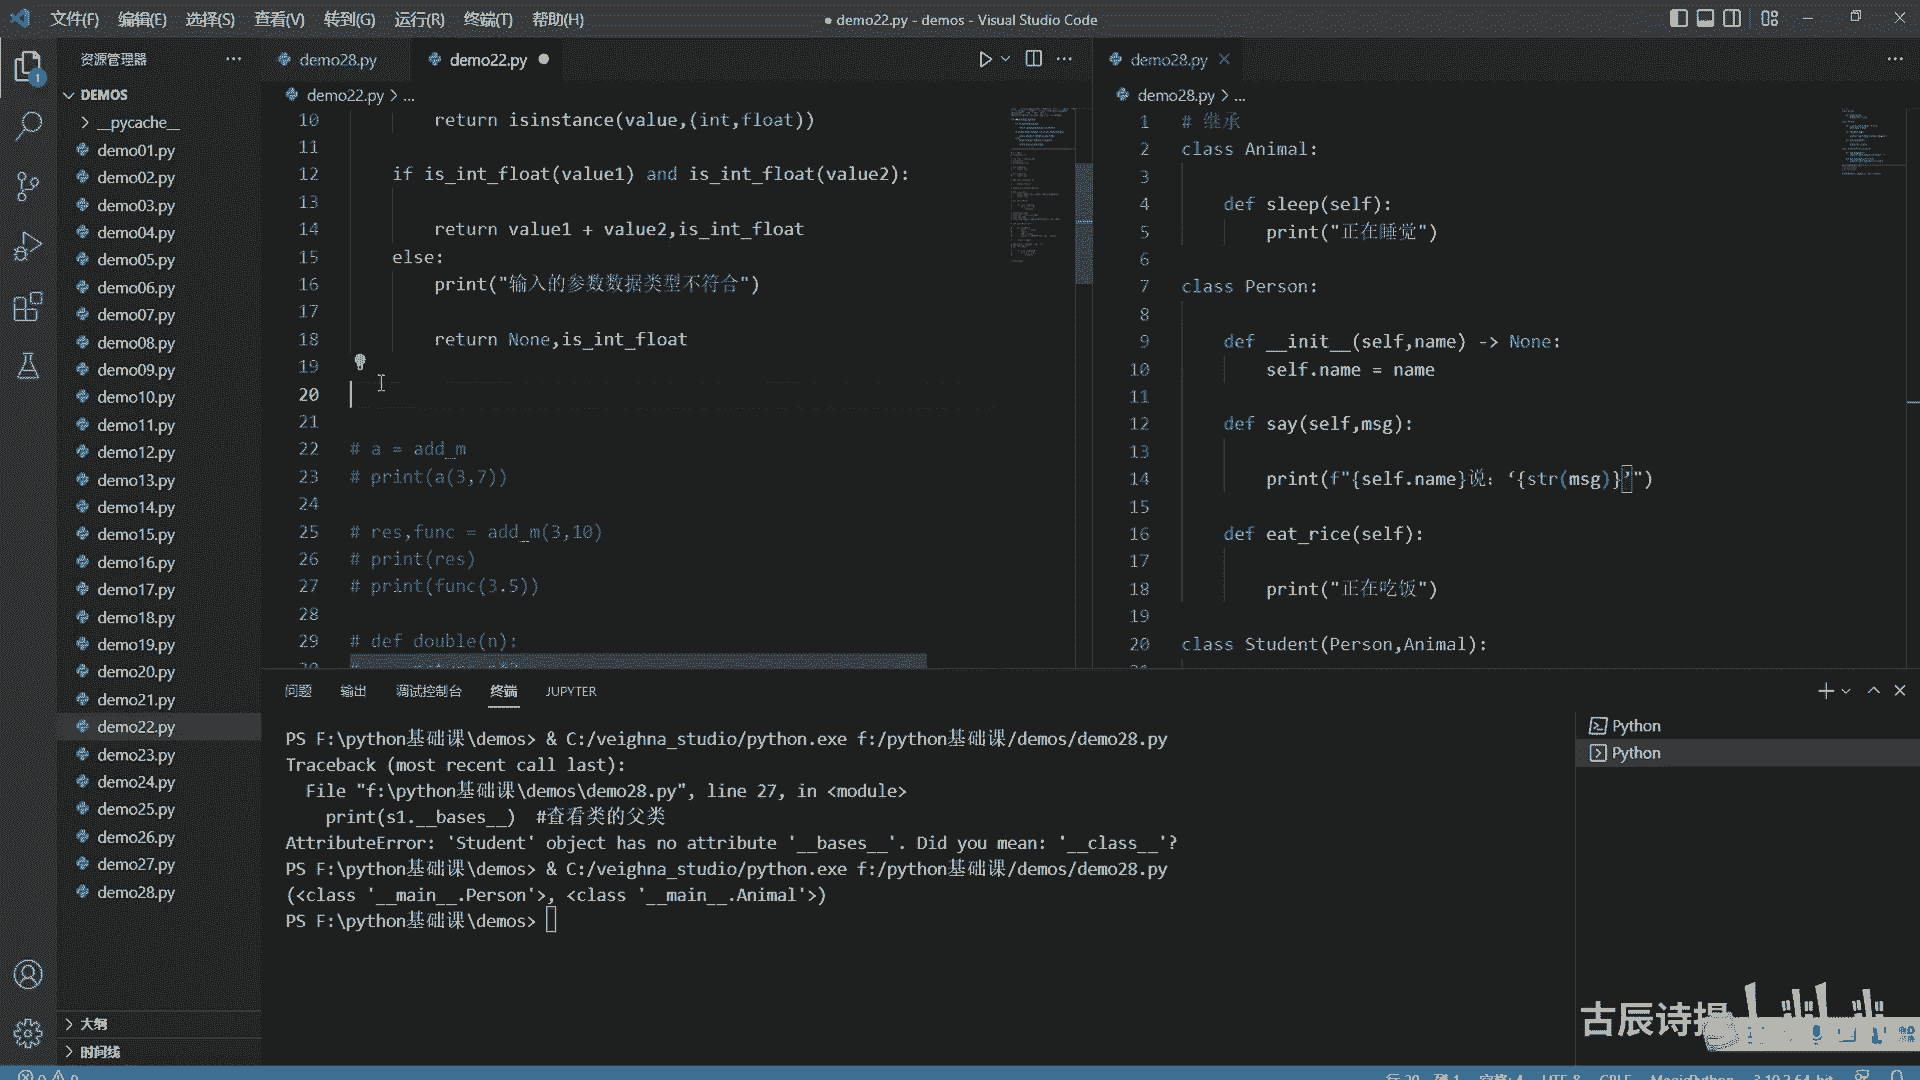 文件(F) 编辑(E) 选择(S) 查看(V) 转到(G) 运行(R) 终端(T) 帮助(H)
● demo22.py - demos - Visual Studio Code
资源管理器
1
DEMOS
__pycache__
demo01.py
demo02.py
demo03.py
demo04.py
demo05.py
demo06.py
demo07.py
demo08.py
demo09.py
demo10.py
demo11.py
demo12.py
demo13.py
demo14.py
demo15.py
demo16.py
demo17.py
demo18.py
demo19.py
demo20.py
demo21.py
demo22.py
demo23.py
demo24.py
demo25.py
demo26.py
demo27.py
demo28.py
大纲
时间线
demo28.py
demo22.py
demo22.py > ...
10 return isinstance(value,(int,float))
11
12 if is_int_float(value1) and is_int_float(value2):
13
14 return value1 + value2,is_int_float
15 else:
16 print("输入的参数数据类型不符合")
17
18 return None,is_int_float
19
20
21
22 # a = add_m
23 # print(a(3,7))
24
25 # res,func = add_m(3,10)
26 # print(res)
27 # print(func(3.5))
28
29 # def double(n):
demo28.py
demo28.py > ...
1 # 继承
2 class Animal:
3
4 def sleep(self):
5 print("正在睡觉")
6
7 class Person:
8
9 def __init__(self,name) -> None:
10 self.name = name
11
12 def say(self,msg):
13
14 print(f"{self.name}说：‘{str(msg)}’")
15
16 def eat_rice(self):
17
18 print("正在吃饭")
19
20 class Student(Person,Animal):
问题 输出 调试控制台 终端 JUPYTER
PS F:\python基础课\demos> & C:/veighna_studio/python.exe f:/python基础课/demos/demo28.py
Traceback (most recent call last):
File "f:\python基础课\demos\demo28.py", line 27, in <module>
print(s1.__bases__) #查看类的父类
AttributeError: 'Student' object has no attribute '__bases__'. Did you mean: '__class__'?
PS F:\python基础课\demos> & C:/veighna_studio/python.exe f:/python基础课/demos/demo28.py
(<class '__main__.Person'>, <class '__main__.Animal'>)
PS F:\python基础课\demos>
Python
Python
古辰诗